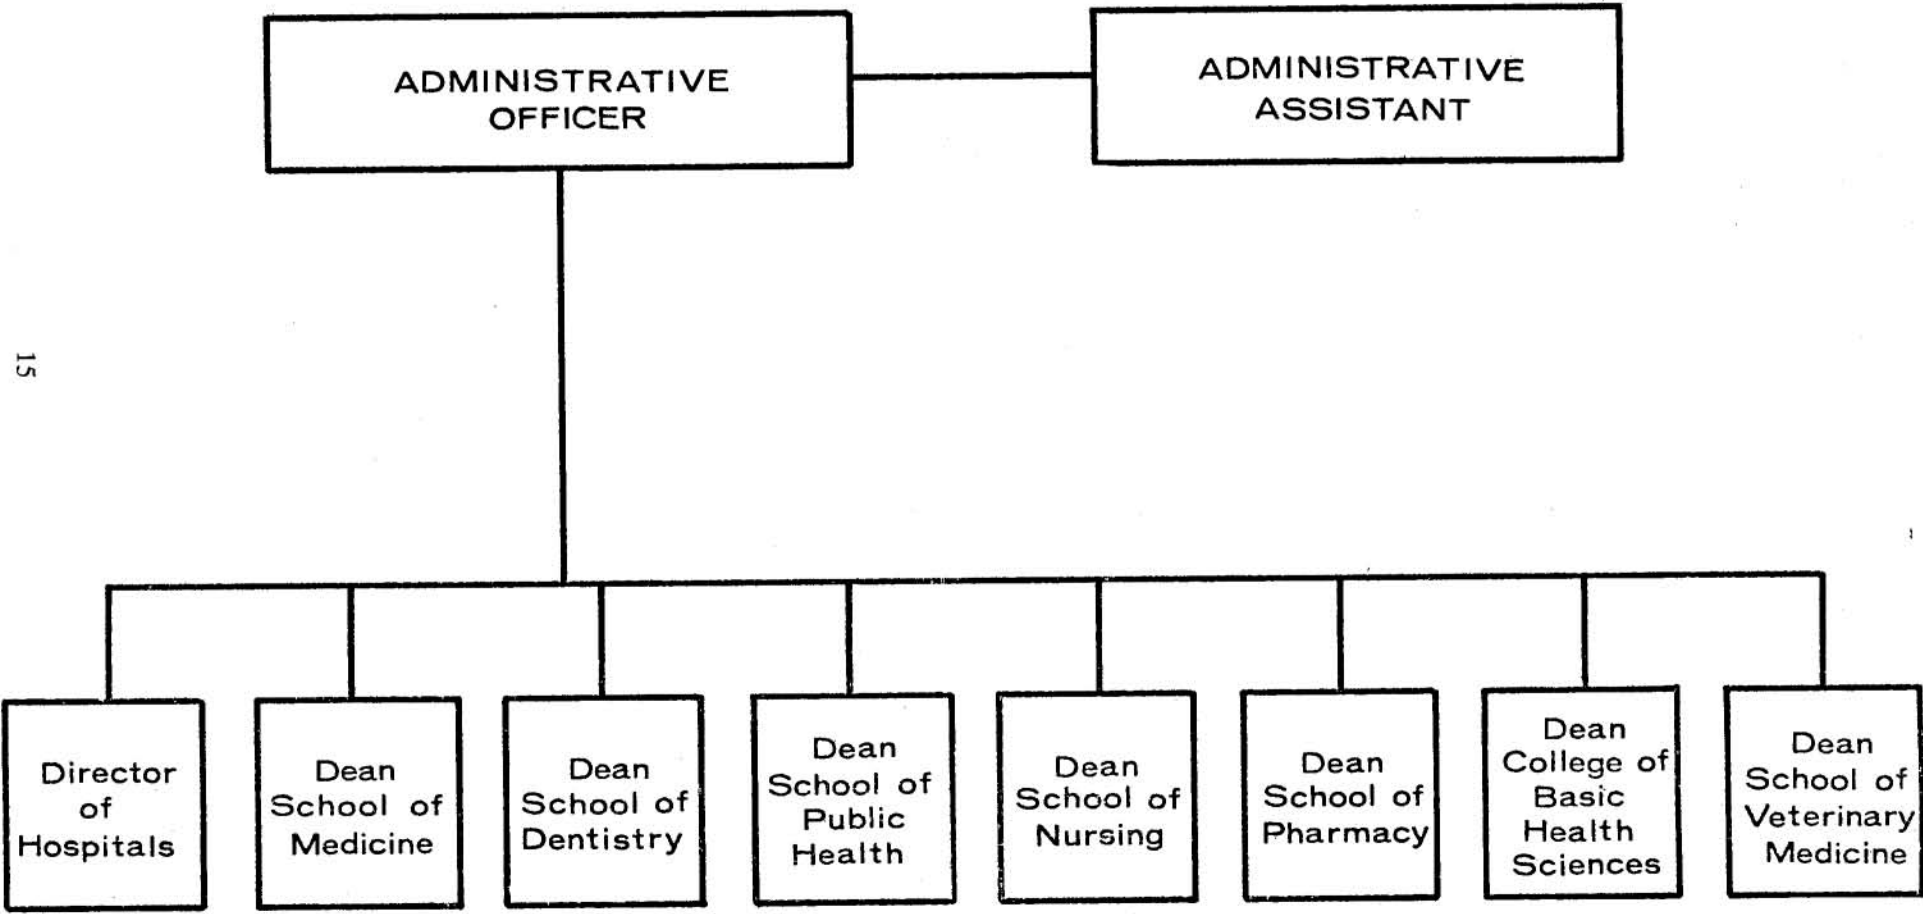 ADMINISTRATIVE
OFFICER
ADMINISTRATIVE
ASSISTANT
15
Director
of
Hospitals
Dean
School of
Medicine
Dean
School of
Dentistry
Dean
School of
Public
Health
Dean
School of
Nursing
Dean
School of
Pharmacy
Dean
College of
Basic
Health
Sciences
Dean
School of
Veterinary
Medicine